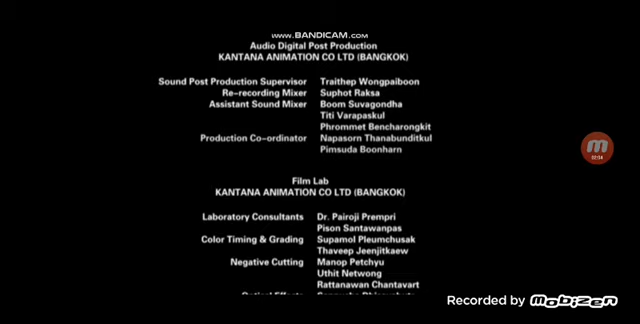 www.BANDICAM.com
Audio Digital Post Production
KANTANA ANIMATION CO LTD (BANGKOK)
Sound Post Production Supervisor Traithep Wongpaiboon
Re-recording Mixer Suphot Raksa
Assistant Sound Mixer Boom Suvagondha
Titi Varapaskul
Phrommet Bencharongkit
Production Co-ordinator Napasorn Thanabunditkul
Pimsuda Boonharn
02:04
Film Lab
KANTANA ANIMATION CO LTD (BANGKOK)
Laboratory Consultants Dr. Pairoji Prempri
Pison Santawanpas
Color Timing & Grading Supamol Pleumchusak
Thaveep Jeenjitkaew
Negative Cutting Manop Petchyu
Uthit Netwong
Rattanawan Chantavart
Optical Effects
Recorded by Mobizen